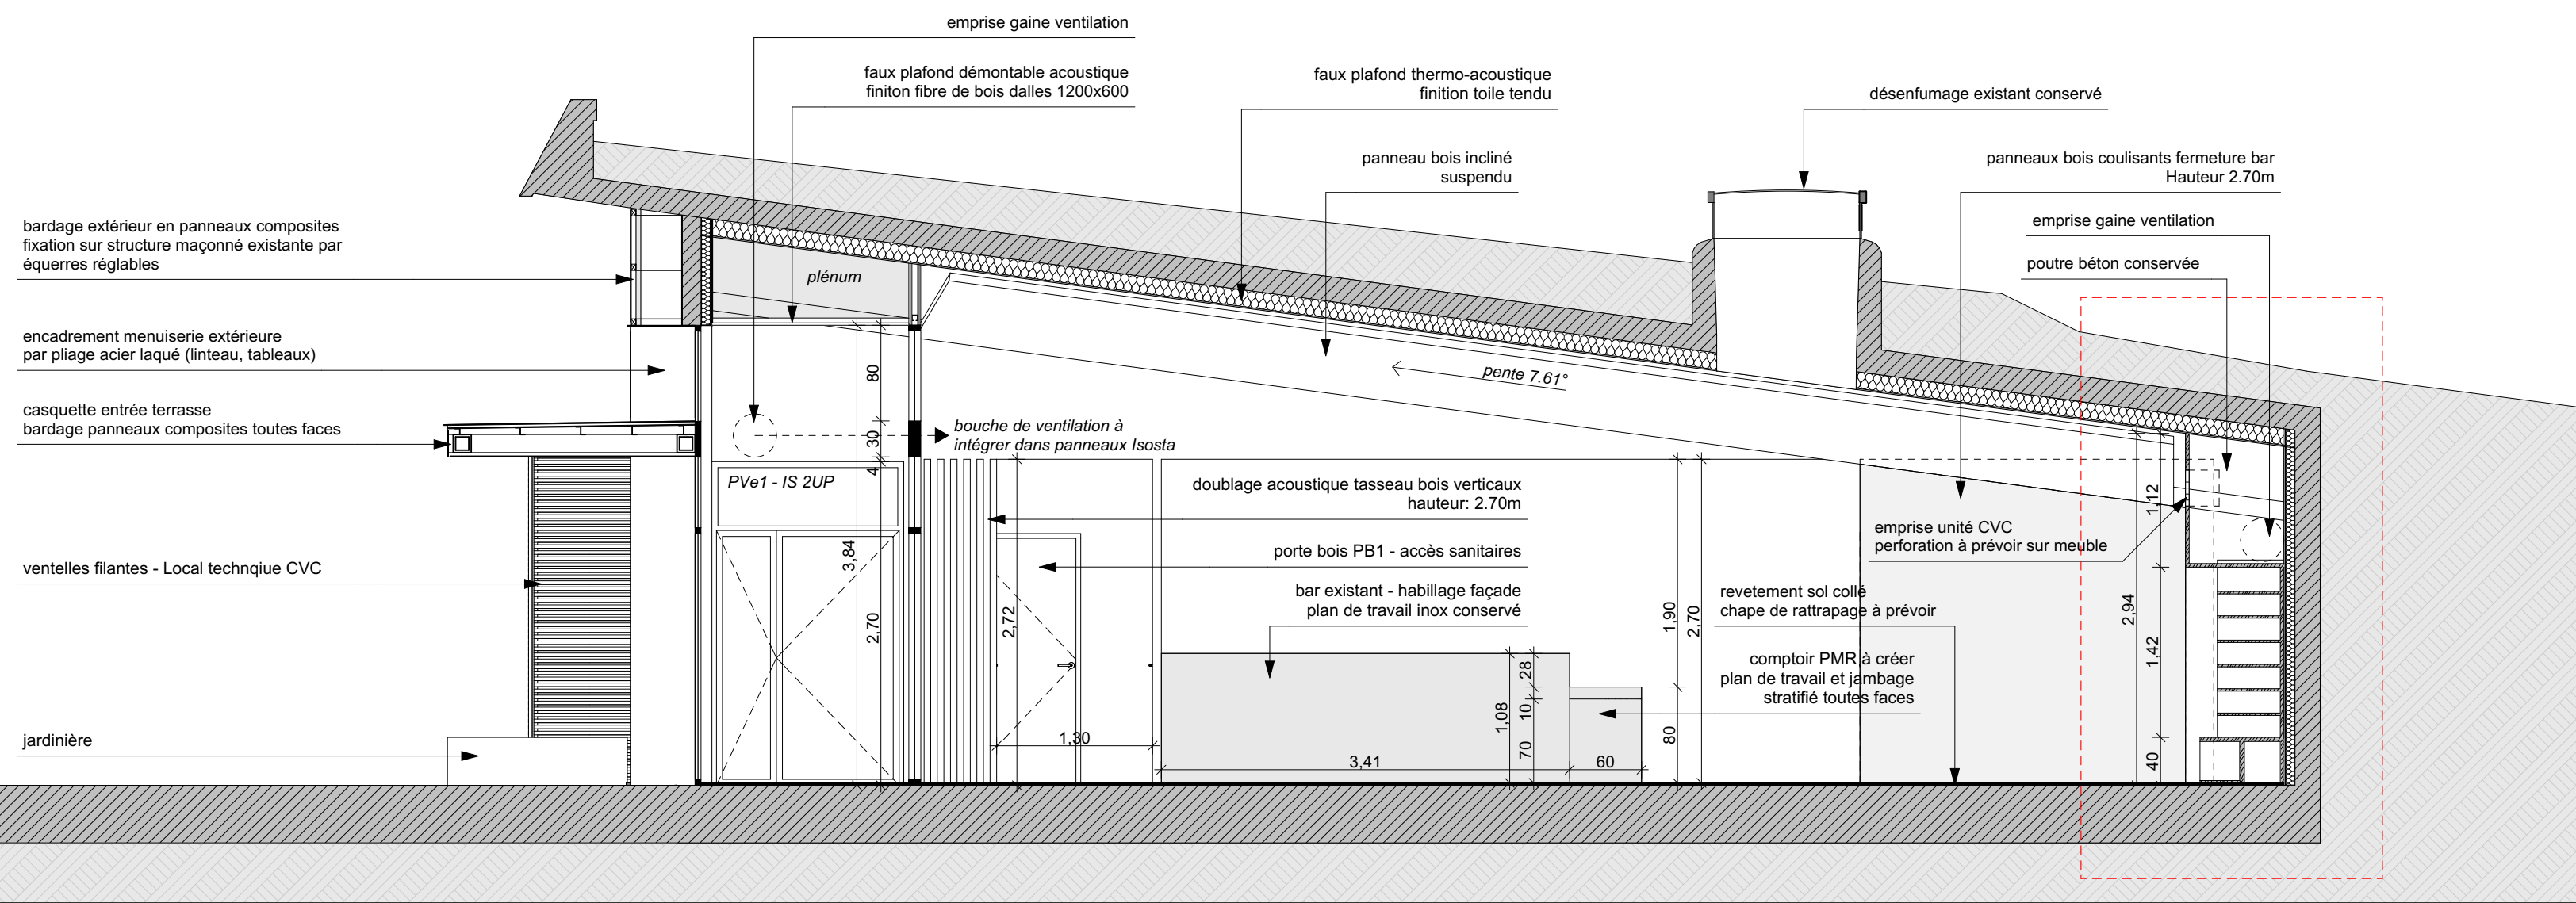 emprise gaine ventilation
faux plafond démontable acoustique
finiton fibre de bois dalles 1200x600
faux plafond thermo-acoustique
finition toile tendu
désenfumage existant conservé
panneau bois incliné
suspendu
panneaux bois coulisants fermeture bar
Hauteur 2.70m
emprise gaine ventilation
poutre béton conservée
bardage extérieur en panneaux composites
fixation sur structure maçonné existante par
équerres réglables
plénum
encadrement menuiserie extérieure
par pliage acier laqué (linteau, tableaux)
pente 7.61°
casquette entrée terrasse
bardage panneaux composites toutes faces
bouche de ventilation à
intégrer dans panneaux Isosta
PVe1 - IS 2UP
doublage acoustique tasseau bois verticaux
hauteur: 2.70m
emprise unité CVC
perforation à prévoir sur meuble
porte bois PB1 - accès sanitaires
ventelles filantes - Local technqiue CVC
bar existant - habillage façade
plan de travail inox conservé
revetement sol collé
chape de rattrapage à prévoir
comptoir PMR à créer
plan de travail et jambage
stratifié toutes faces
jardinière
80
30
4
3,84
2,70
2,72
1,30
3,41
60
1,08
28
10
70
1,90
80
2,70
2,94
1,12
1,42
40